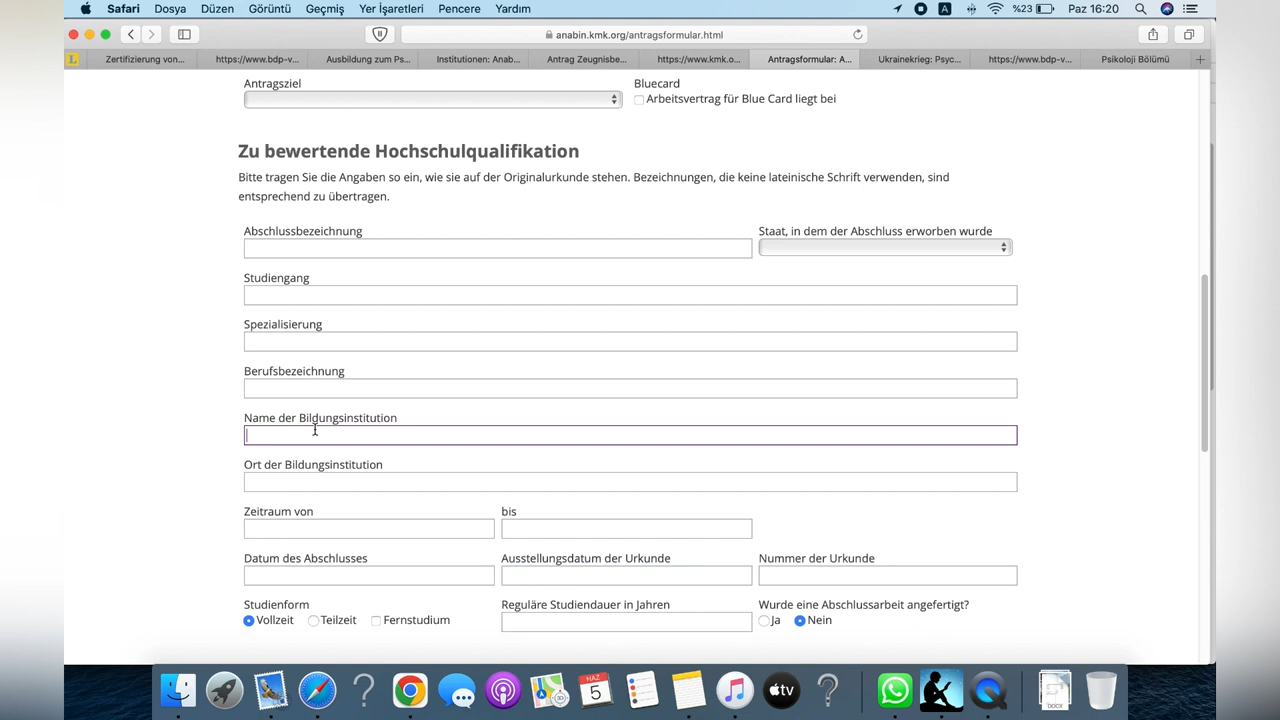 Safari Dosya Düzen Görüntü Geçmiş Yer İşaretleri Pencere Yardım A %23 Paz 16:20
anabin.kmk.org/antragsformular.html
L Zertifizierung von... https://www.bdp-v... Ausbildung zum Ps... Institutionen: Anab... Antrag Zeugnisbe... https://www.kmk.o... Antragsformular: A... Ukrainekrieg: Psyc... https://www.bdp-v... Psikoloji Bölümü
Antragsziel Bluecard
Arbeitsvertrag für Blue Card liegt bei
Zu bewertende Hochschulqualifikation
Bitte tragen Sie die Angaben so ein, wie sie auf der Originalurkunde stehen. Bezeichnungen, die keine lateinische Schrift verwenden, sind
entsprechend zu übertragen.
Abschlussbezeichnung Staat, in dem der Abschluss erworben wurde
Studiengang
Spezialisierung
Berufsbezeichnung
Name der Bildungsinstitution
Ort der Bildungsinstitution
Zeitraum von bis
Datum des Abschlusses Ausstellungsdatum der Urkunde Nummer der Urkunde
Studienform Reguläre Studiendauer in Jahren Wurde eine Abschlussarbeit angefertigt?
Vollzeit Teilzeit Fernstudium Ja Nein
HAZ
5
tv
DOCX